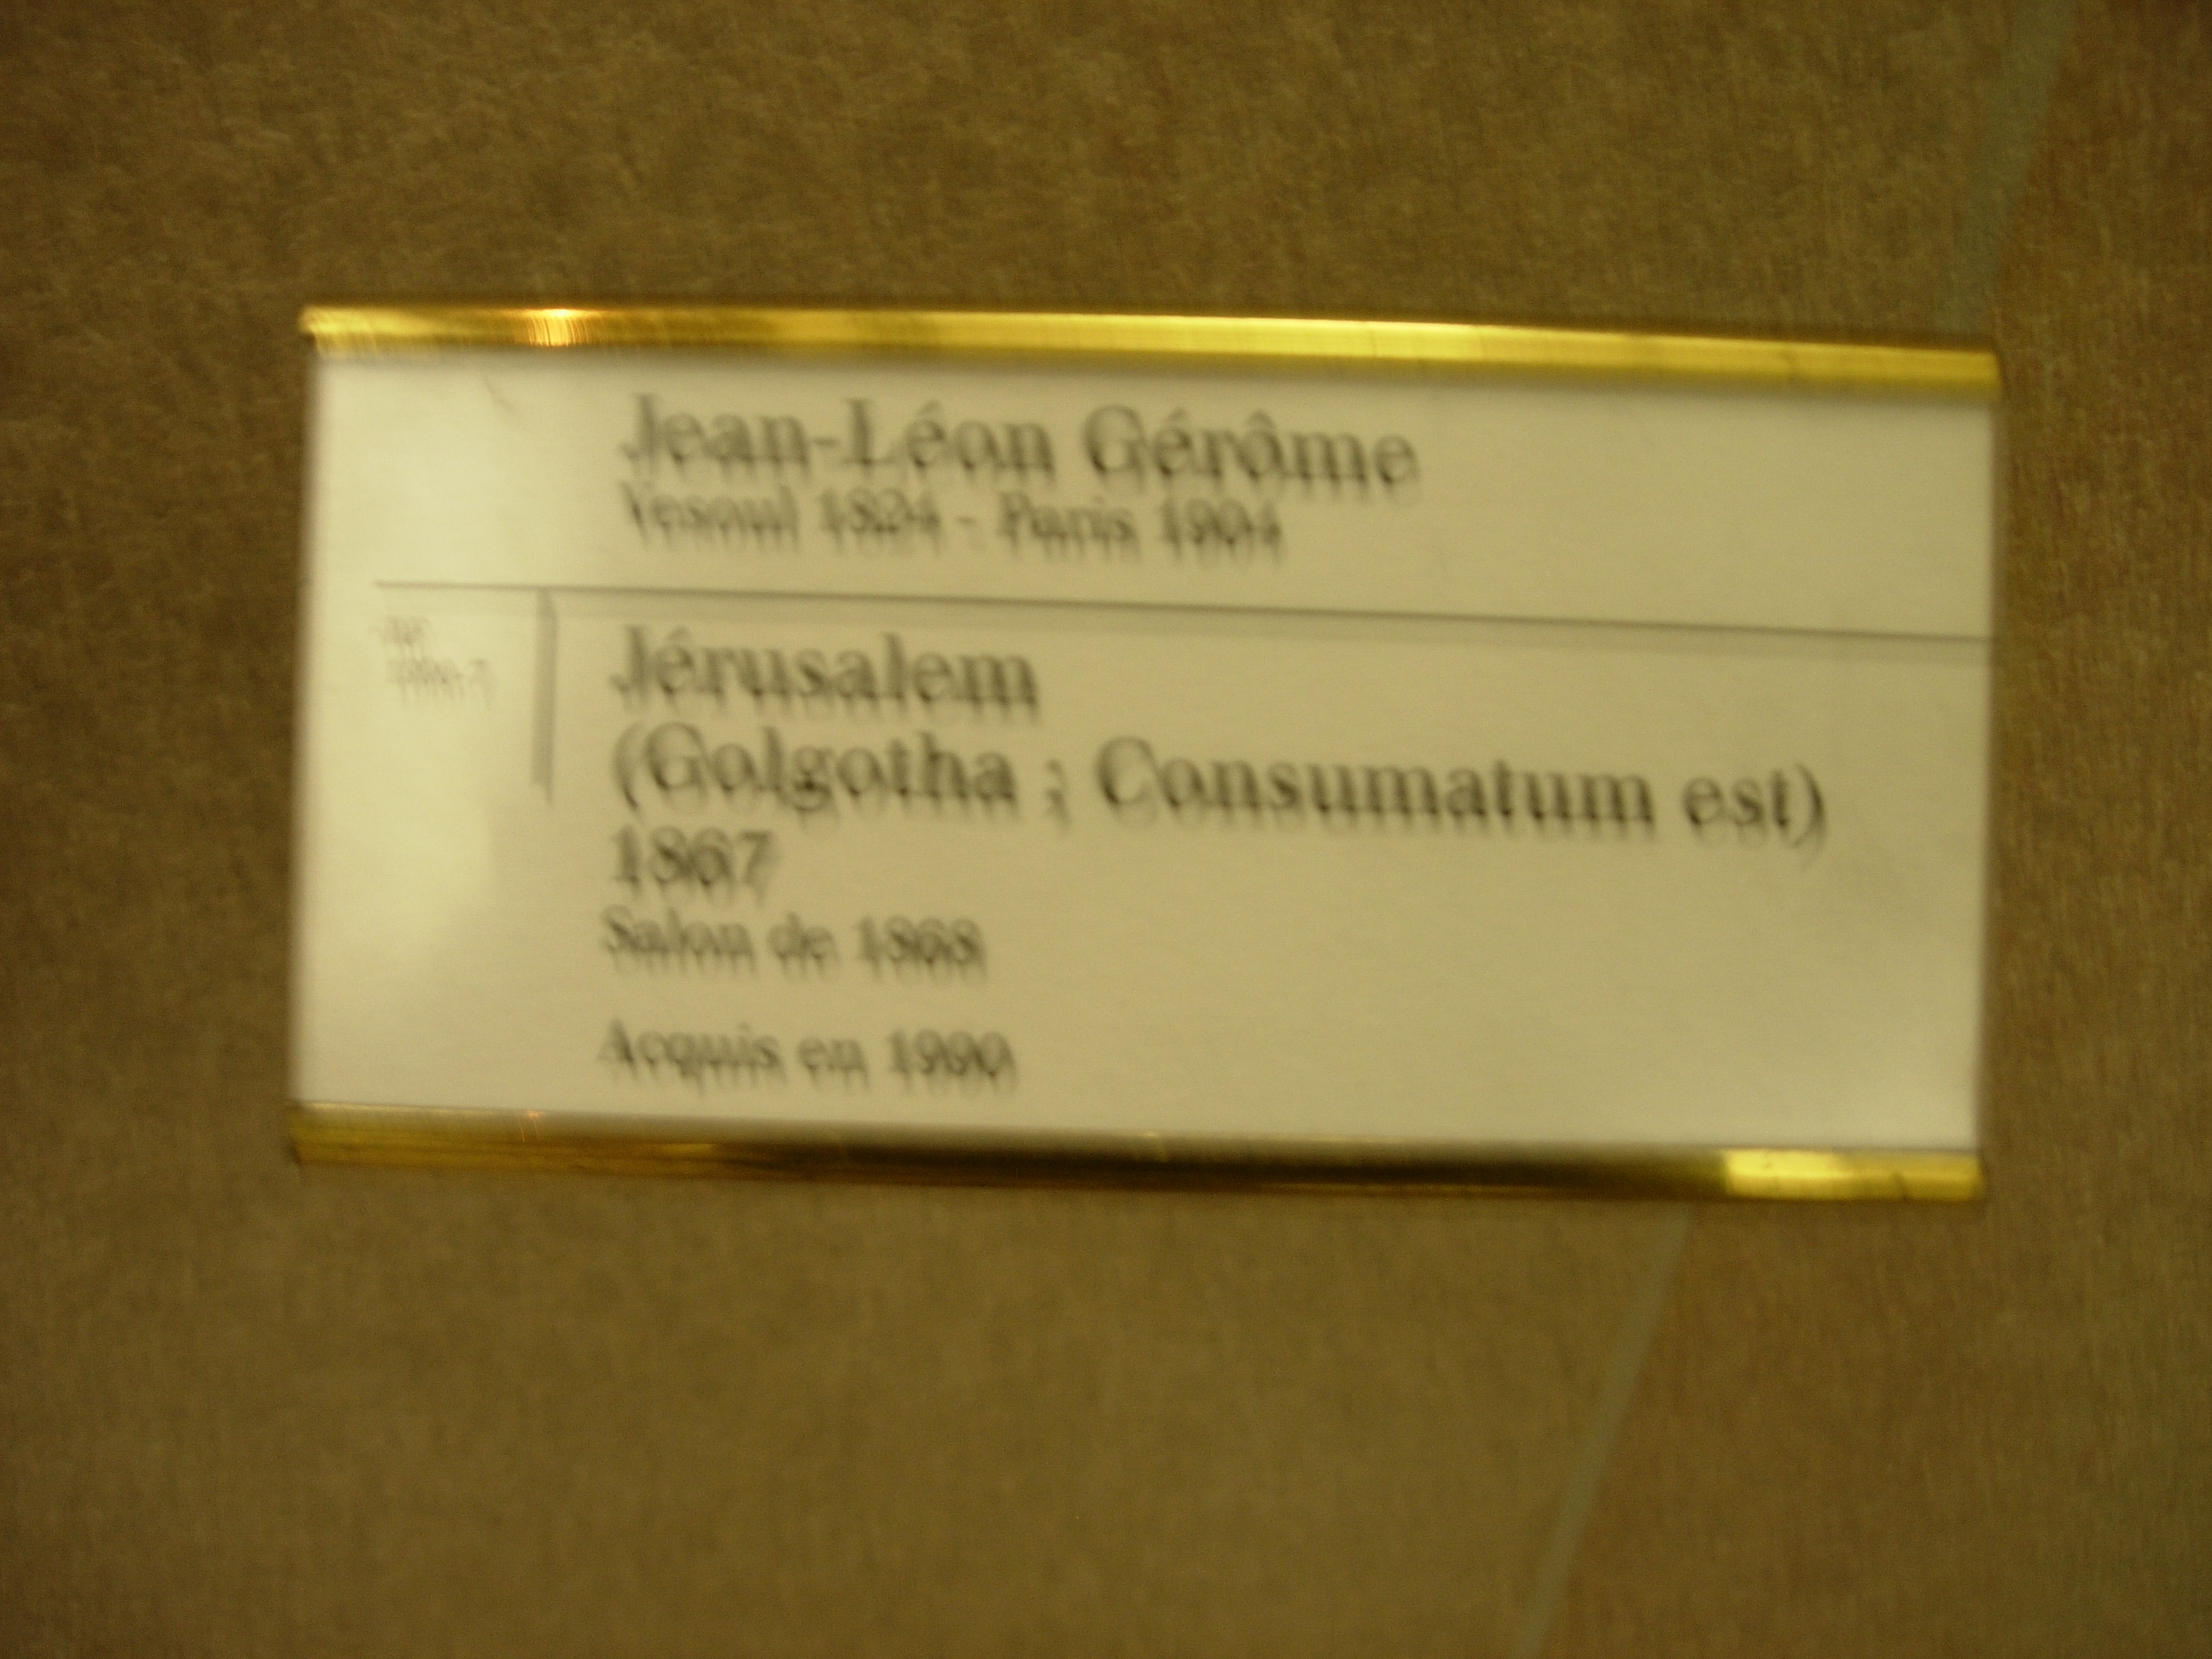 Jean-Léon Gérôme
Vesoul 1824 - Paris 1904
Jérusalem
(Golgotha ; Consumatum est)
1867
Salon de 1868
Acquis en 1990